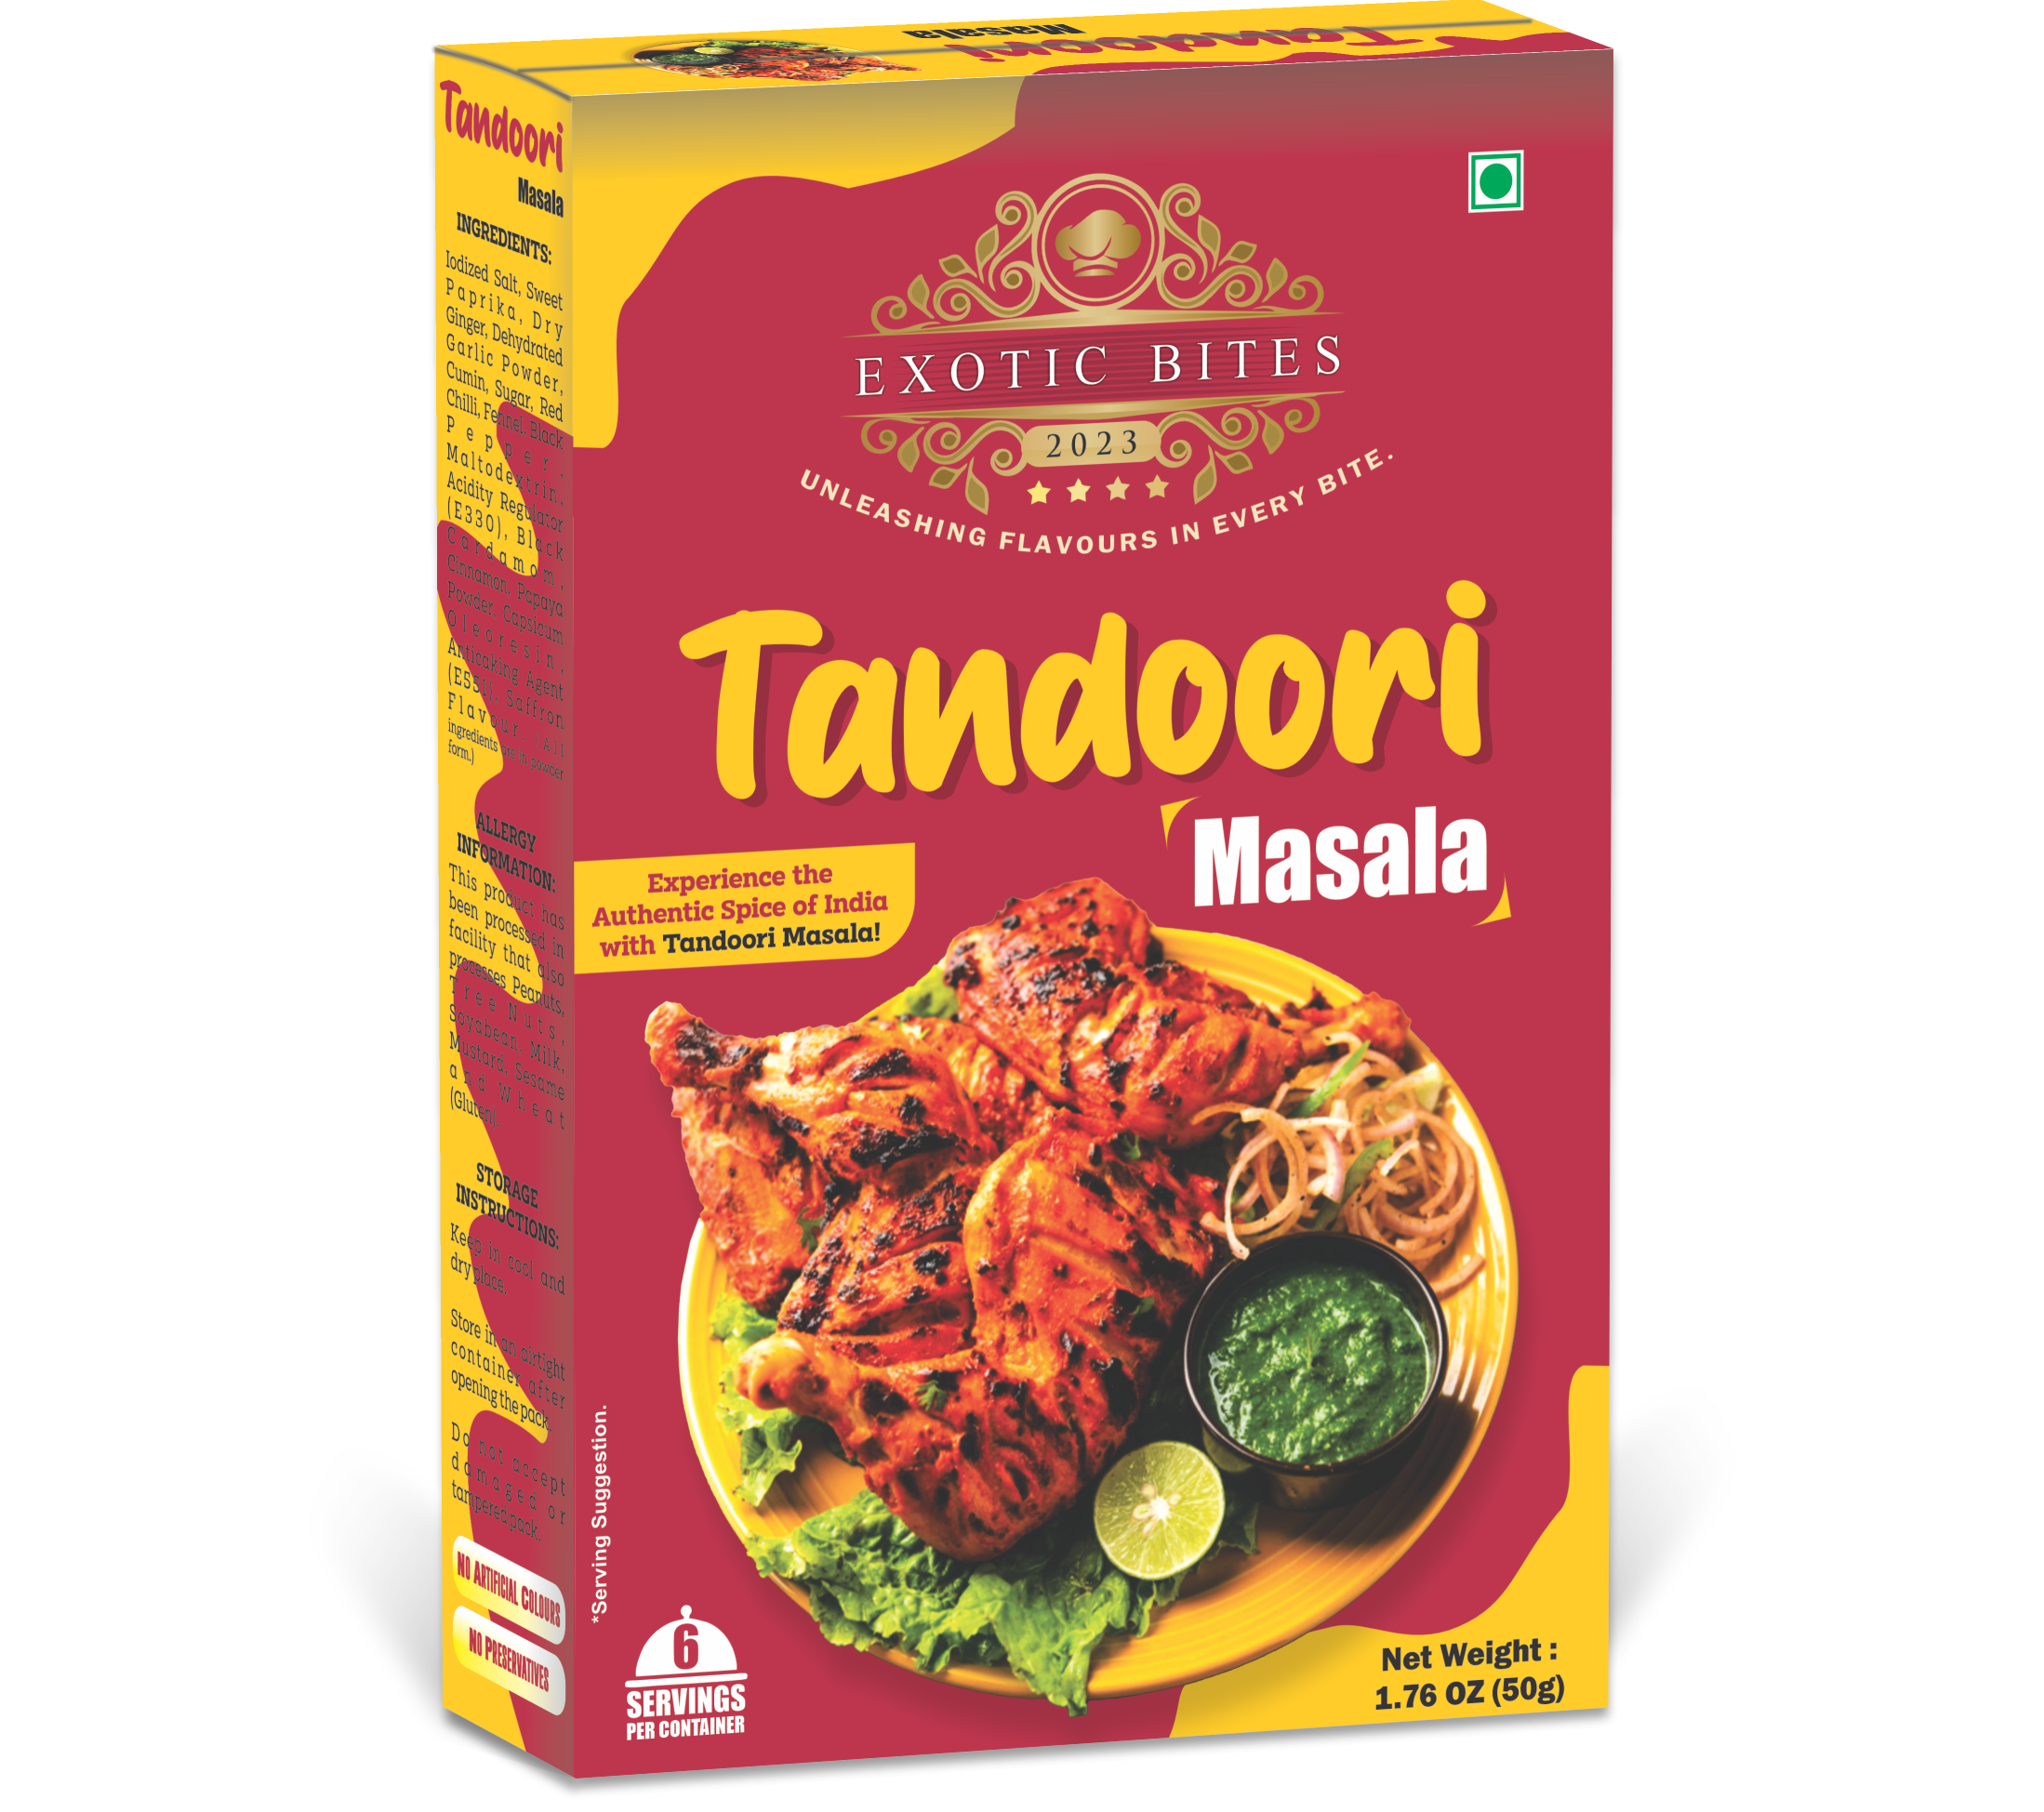 Tandoori
Masala
Tandoori
Masala
INGREDIENTS:
Iodized Salt, Sweet
Paprika, Dry
Ginger, Dehydrated
Garlic Powder,
Cumin, Sugar, Red
Chilli, Fennel, Black
Pepper,
Maltodextrin,
Acidity Regulator
(E330), Black
Cardamom,
Cinnamon, Papaya
Powder, Capsicum
Oleoresin,
Anticaking Agent
(E551), Saffron
Flavour. (All
ingredients are in powder
form.)
ALLERGY
INFORMATION:
This product has
been processed in
facility that also
processes Peanuts,
Tree Nuts,
Soyabean, Milk,
Mustard, Sesame
and Wheat
(Gluten).
STORAGE
INSTRUCTIONS:
Keep in cool and
dry place.
Store in an airtight
container after
opening the pack.
Do not accept
damaged or
tampered pack.
NO ARTIFICIAL COLOURS
NO PRESERVATIVES
EXOTIC BITES
2023
UNLEASHING FLAVOURS IN EVERY BITE.
Tandoori
Masala
Experience the
Authentic Spice of India
with Tandoori Masala!
*Serving Suggestion.
6
SERVINGS
PER CONTAINER
Net Weight :
1.76 OZ (50g)